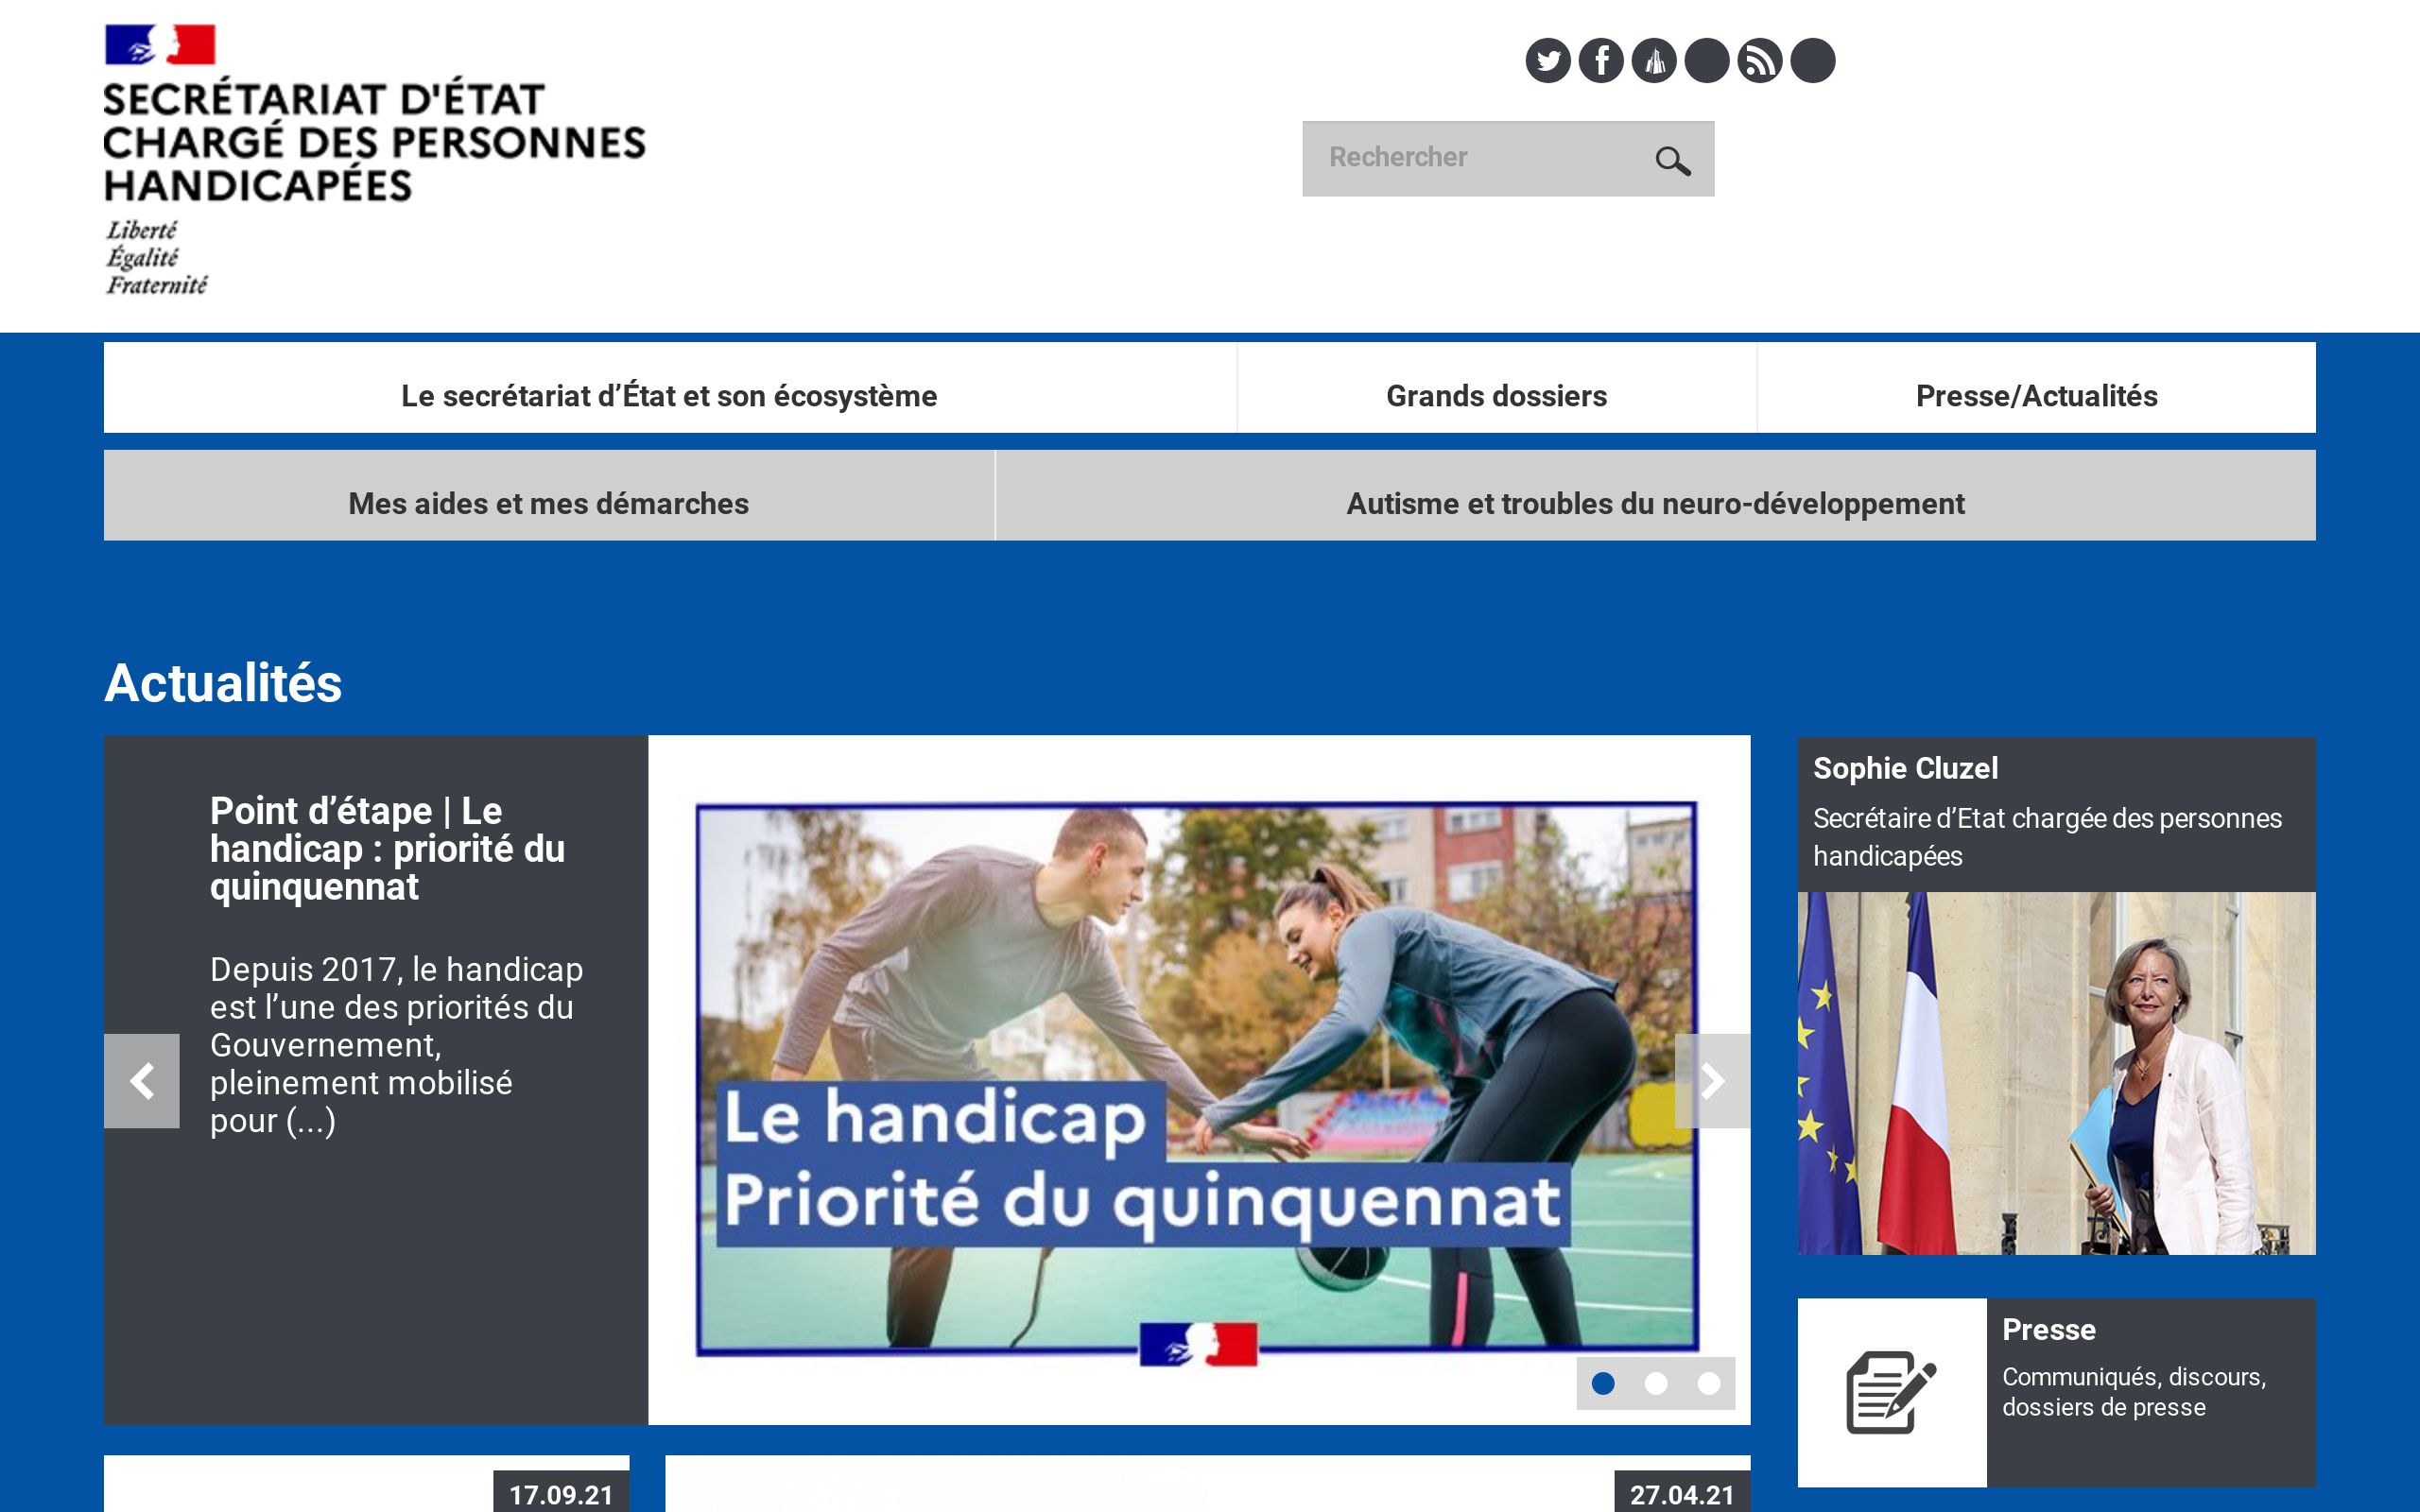 SECRÉTARIAT D'ÉTAT
CHARGÉ DES PERSONNES
HANDICAPÉES
Liberté
Égalité
Fraternité
Rechercher
Le secrétariat d’État et son écosystème
Grands dossiers
Presse/Actualités
Mes aides et mes démarches
Autisme et troubles du neuro-développement
Actualités
Point d’étape | Le
handicap : priorité du
quinquennat
Depuis 2017, le handicap
est l’une des priorités du
Gouvernement,
pleinement mobilisé
pour (...)
Le handicap
Priorité du quinquennat
Sophie Cluzel
Secrétaire d’Etat chargée des personnes
handicapées
Presse
Communiqués, discours,
dossiers de presse
17.09.21
27.04.21